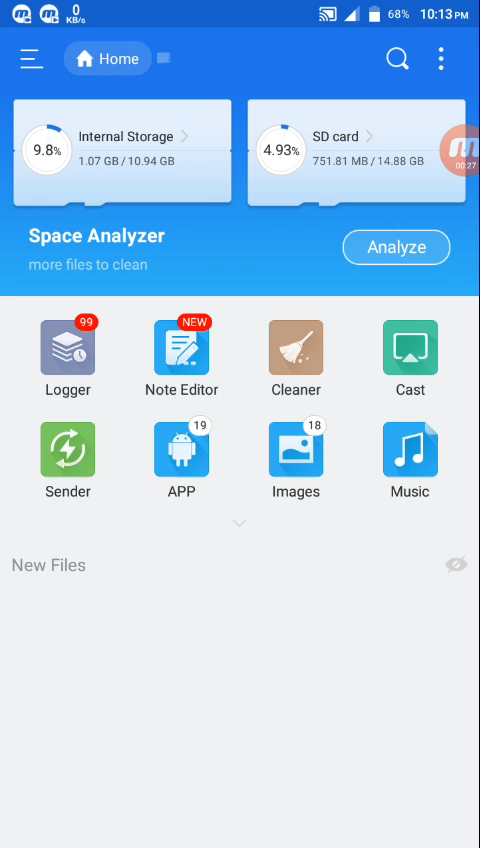 0
KB/s
68% 10:13 PM
Home
Internal Storage
9.8%
1.07 GB / 10.94 GB
SD card
4.93%
751.81 MB / 14.88 GB
00:27
Space Analyzer
more files to clean
Analyze
99
NEW
Logger
Note Editor
Cleaner
Cast
19
18
Sender
APP
Images
Music
New Files